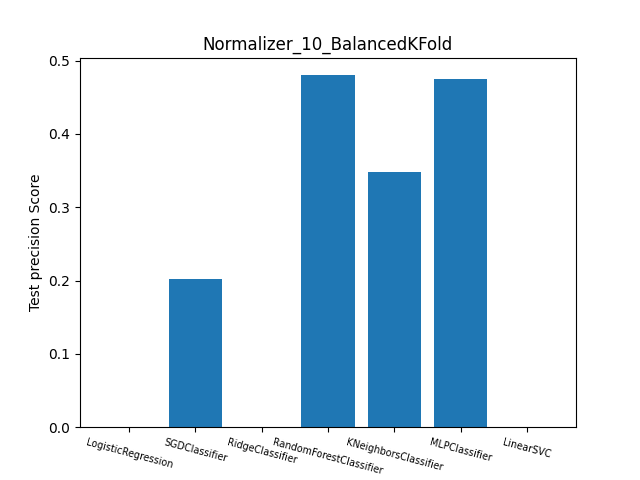 Normalizer_10_BalancedKFold
Test precision Score
0.5
0.4
0.3
0.2
0.1
0.0
LogisticRegression
SGDClassifier
RidgeClassifier
RandomForestClassifier
KNeighborsClassifier
MLPClassifier
LinearSVC